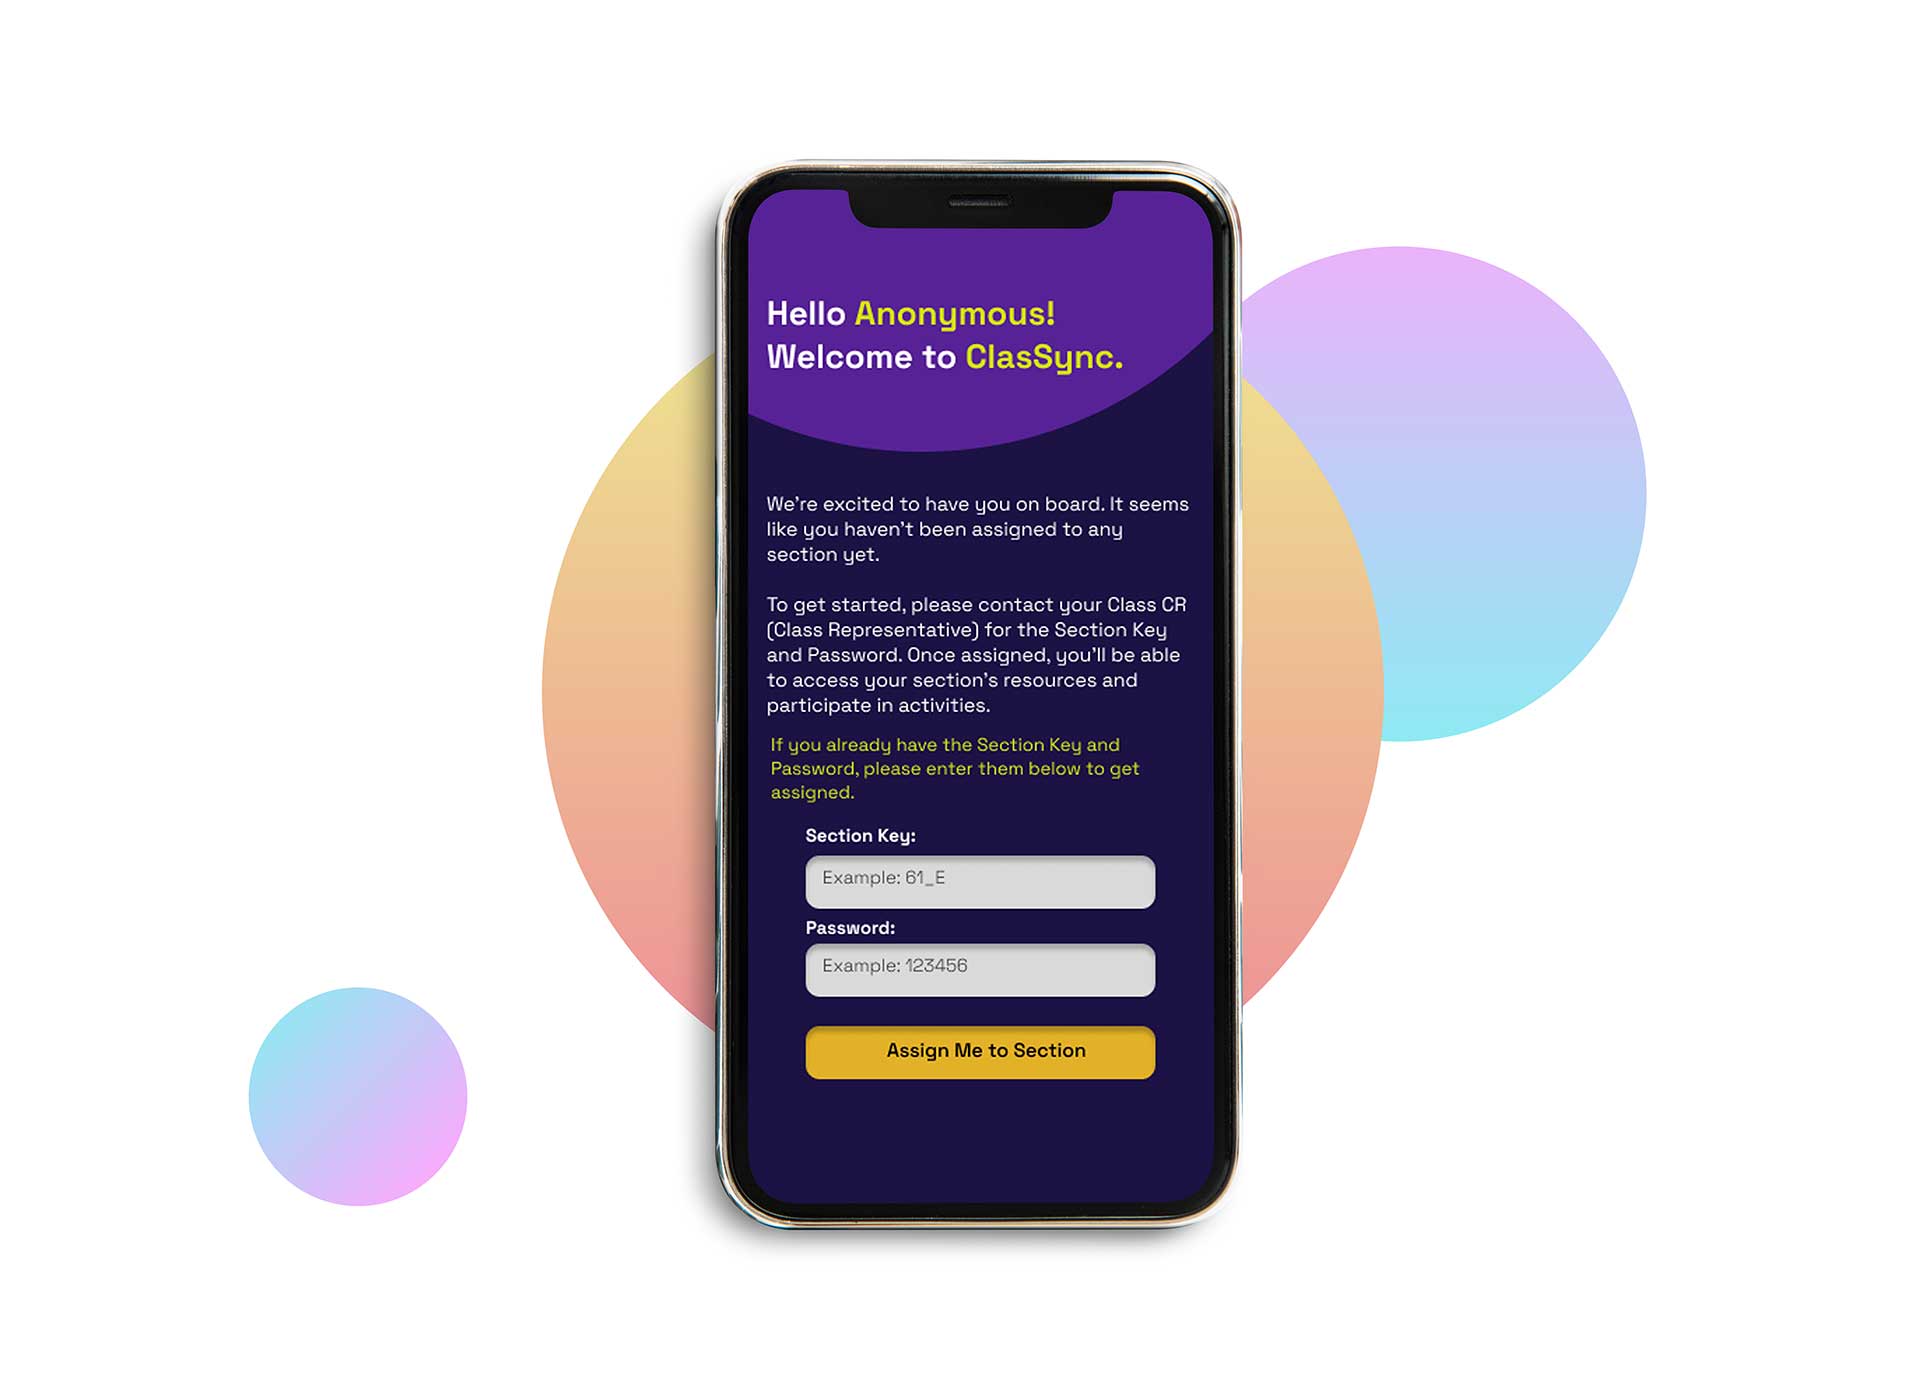 Hello Anonymous!
Welcome to ClasSync.
We're excited to have you on board. It seems
like you haven't been assigned to any
section yet.
To get started, please contact your Class CR
(Class Representative) for the Section Key
and Password. Once assigned, you'll be able
to access your section's resources and
participate in activities.
If you already have the Section Key and
Password, please enter them below to get
assigned.
Section Key:
Example: 61_E
Password:
Example: 123456
Assign Me to Section